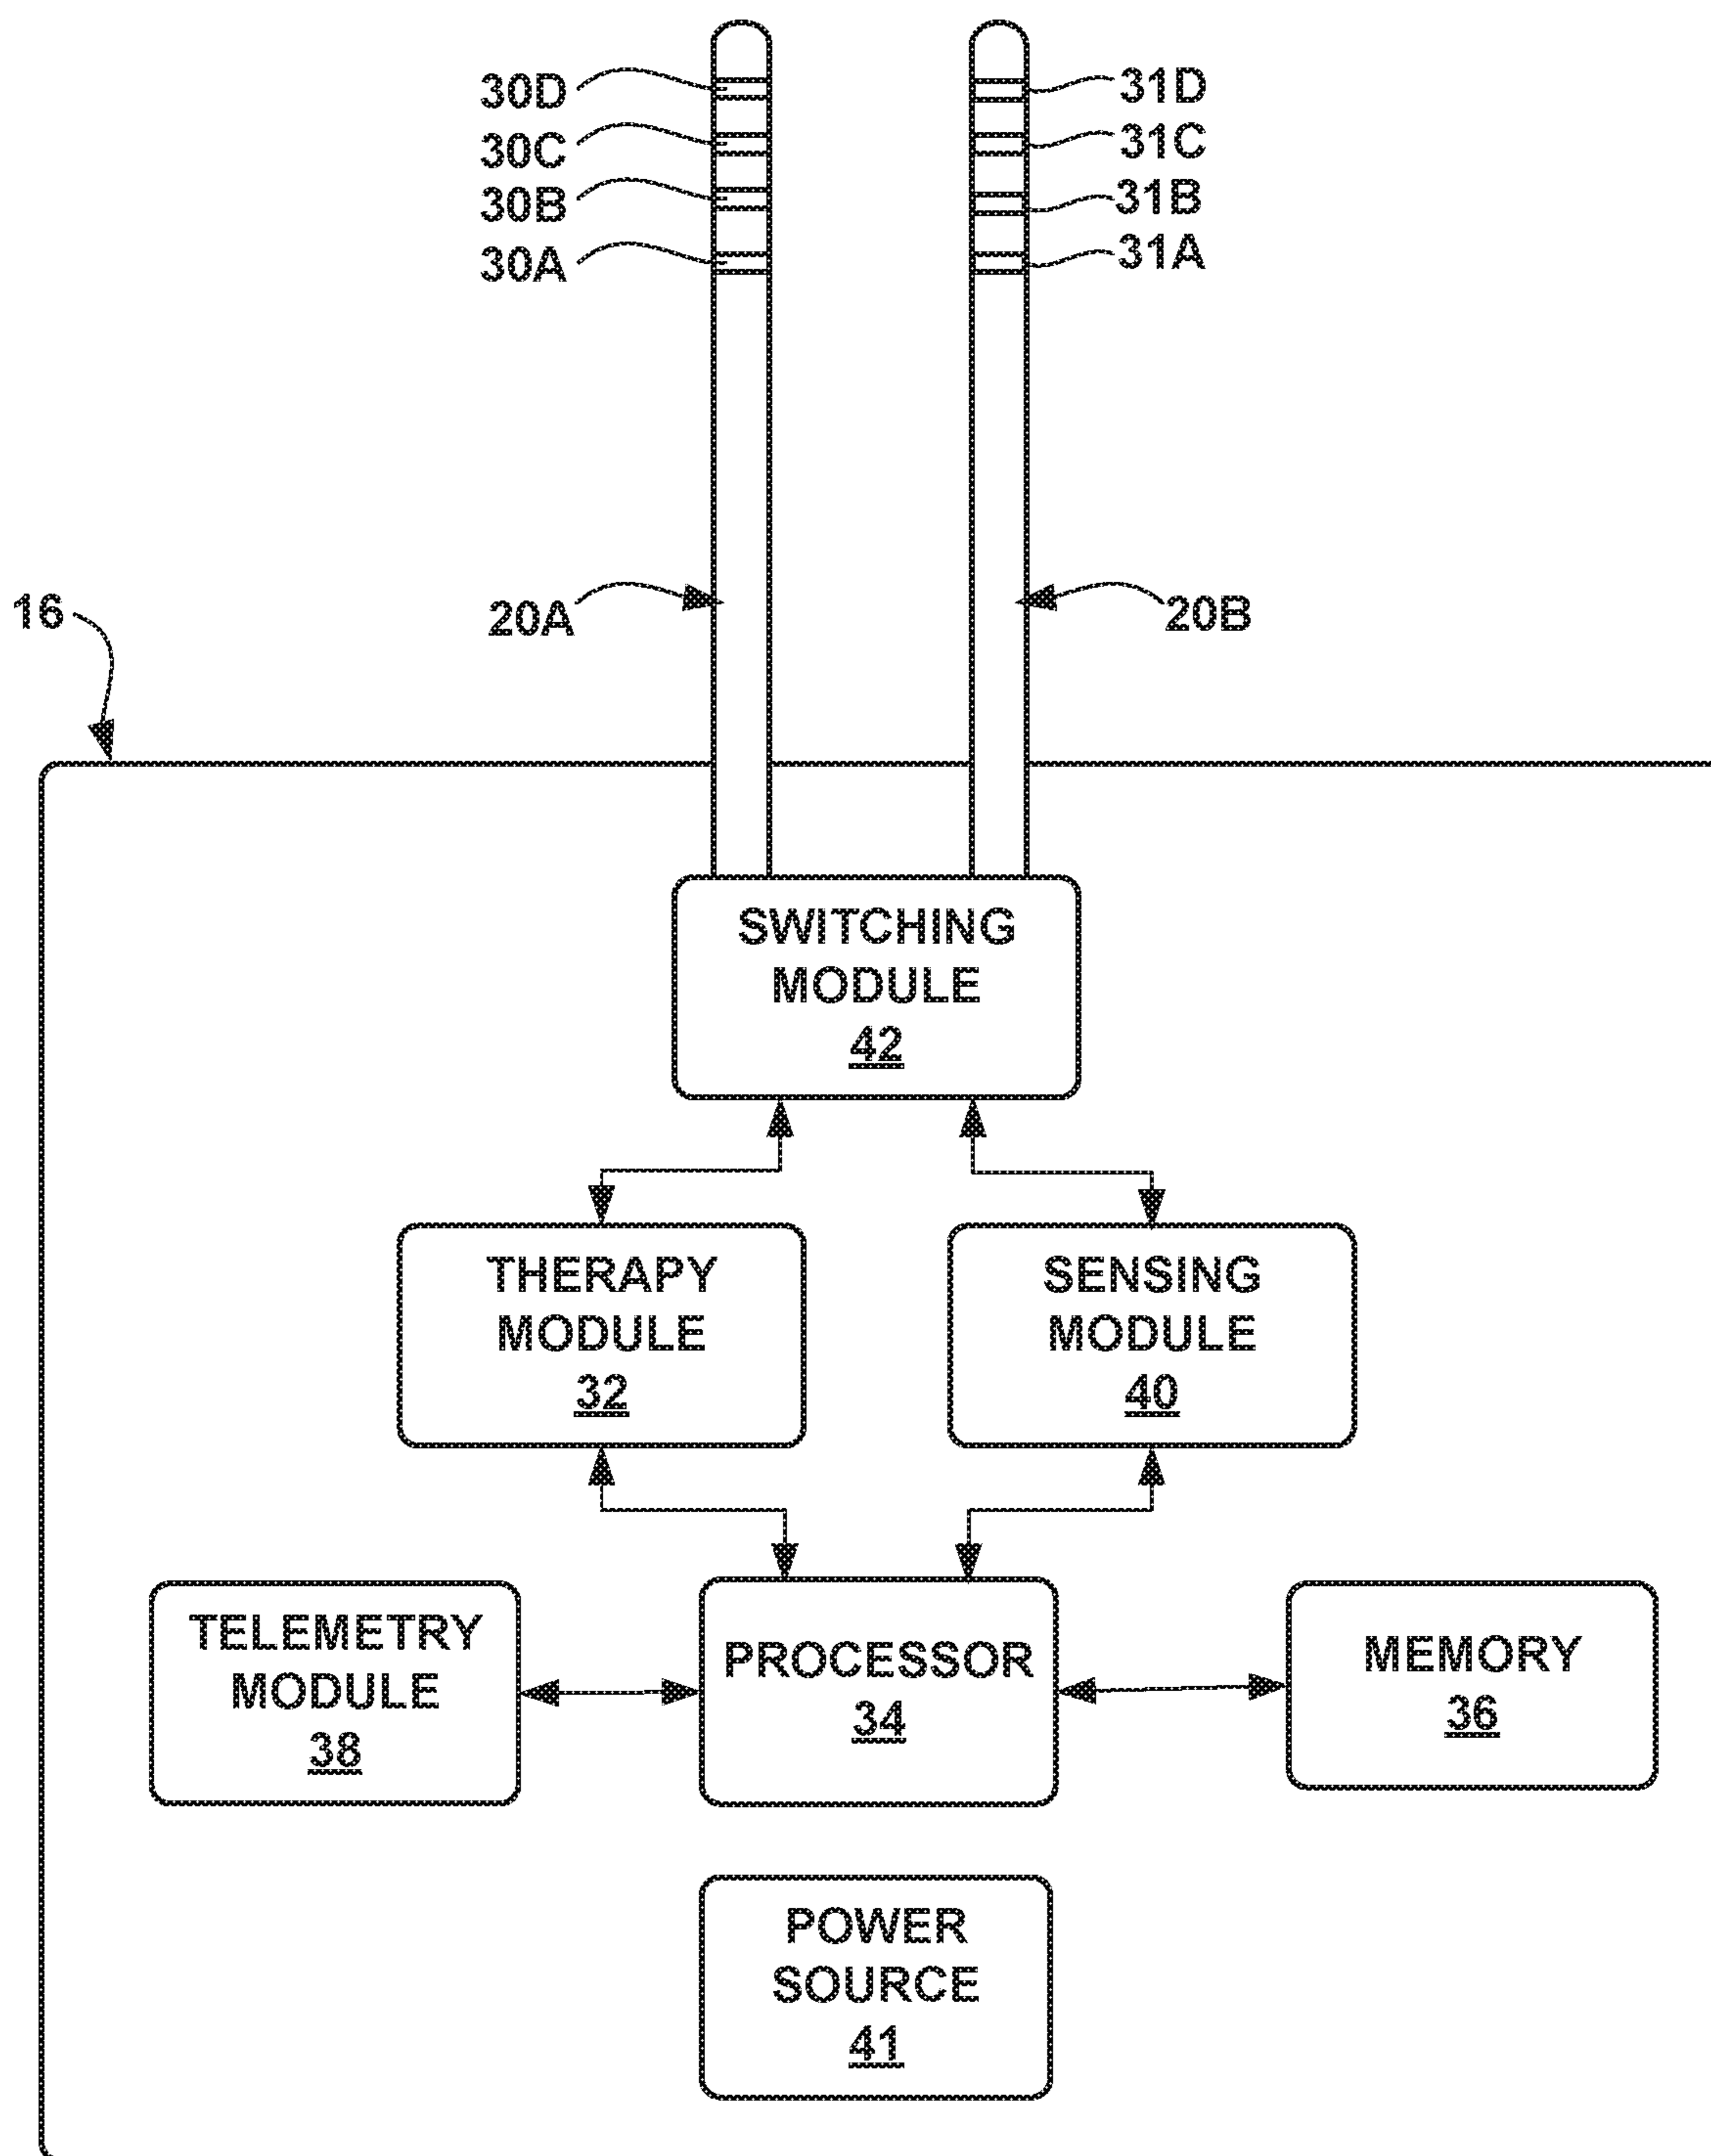 30D
31D
30C
31C
30B
31B
30A
31A
16
20A
20B
SWITCHING
MODULE
42
THERAPY
MODULE
32
SENSING
MODULE
40
TELEMETRY
MODULE
38
PROCESSOR
34
MEMORY
36
POWER
SOURCE
41